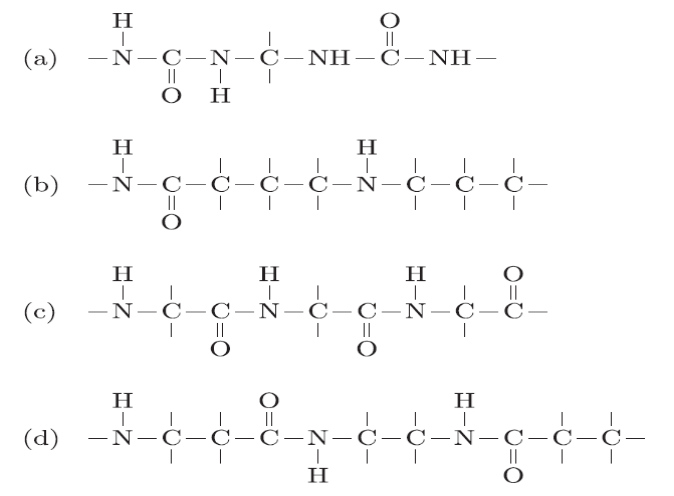 H O
(a) –N–C–N–C–NH–C–NH–
O H
H H
(b) –N–C–C–C–C–N–C–C–C–
O
H H H O
(c) –N–C–C–N–C–C–N–C–C–
O O
H O H
(d) –N–C–C–C–N–C–C–N–C–C–C–
H O